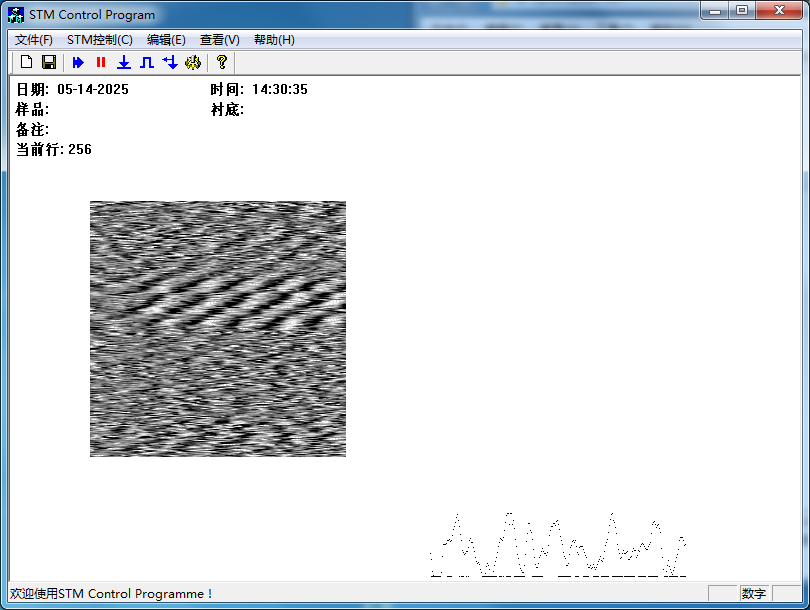 STM Control Program
文件(F) STM控制(C) 编辑(E) 查看(V) 帮助(H)
日期: 05-14-2025 时间: 14:30:35
样品: 衬底:
备注:
当前行: 256
欢迎使用STM Control Programme !
数字